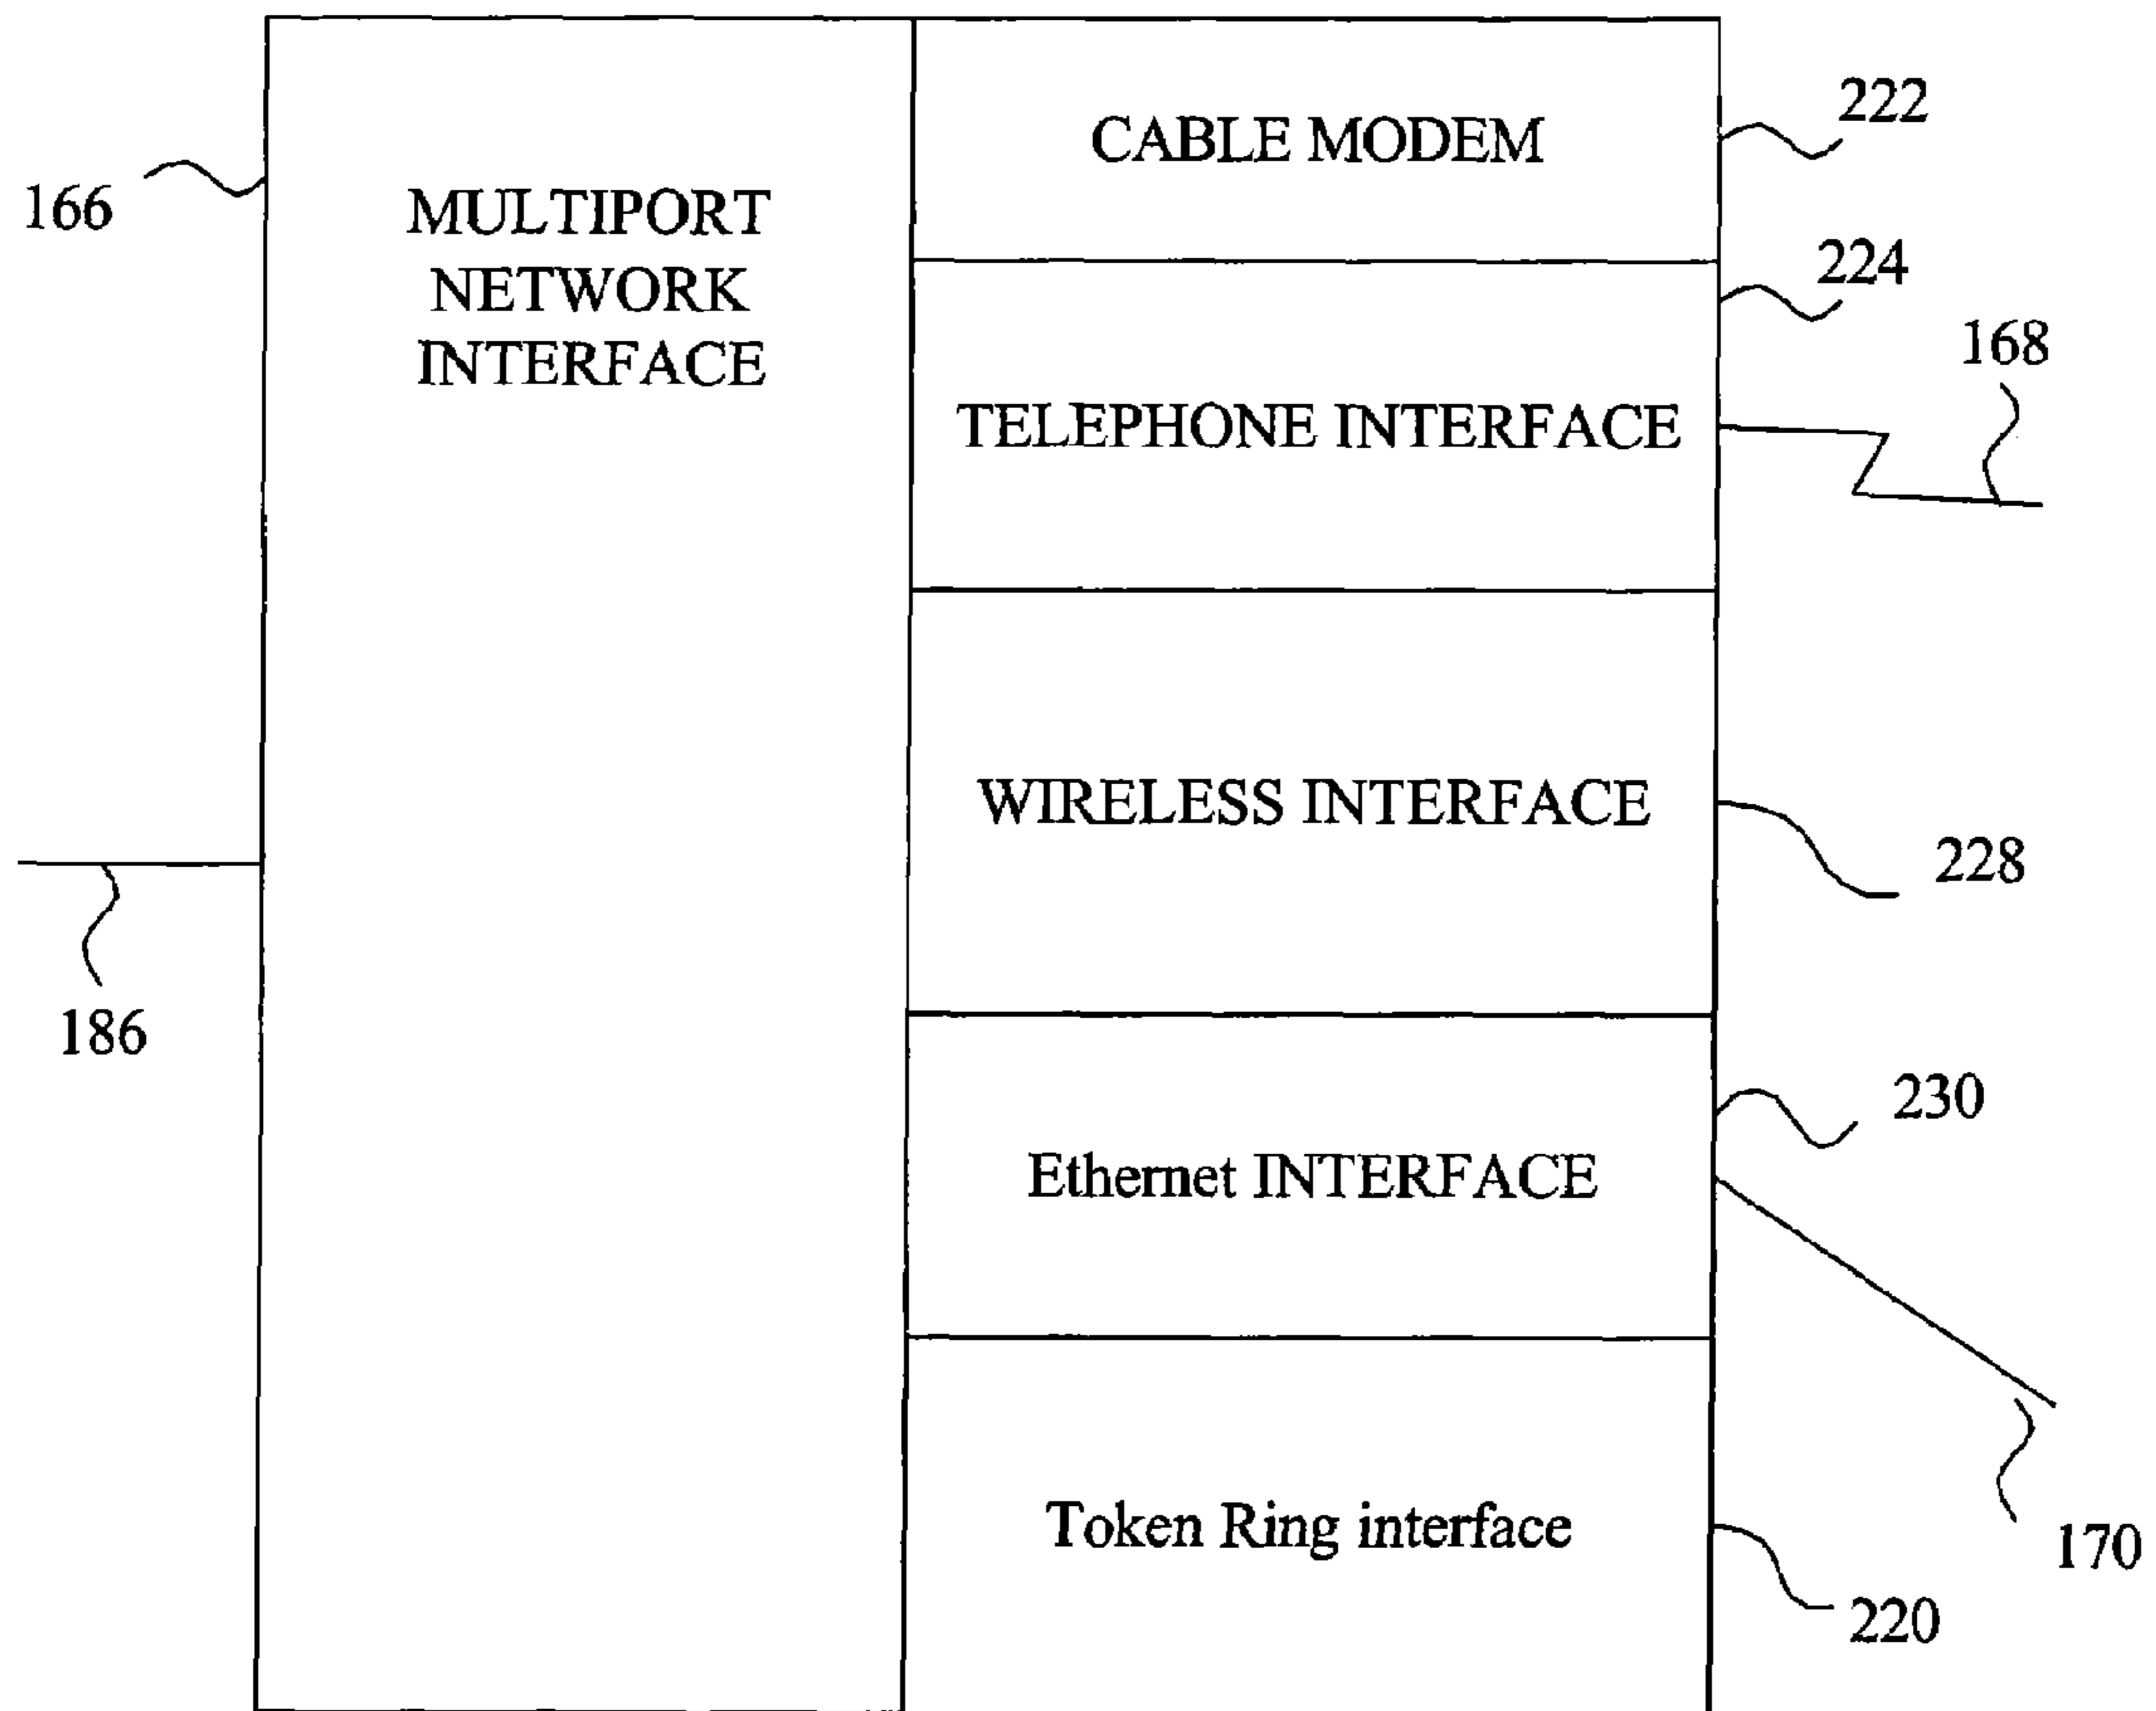 222
CABLE MODEM
166
MULTIPORT
NETWORK
INTERFACE
224
168
TELEPHONE INTERFACE
WIRELESS INTERFACE
228
186
230
Ethernet INTERFACE
Token Ring interface
170
220